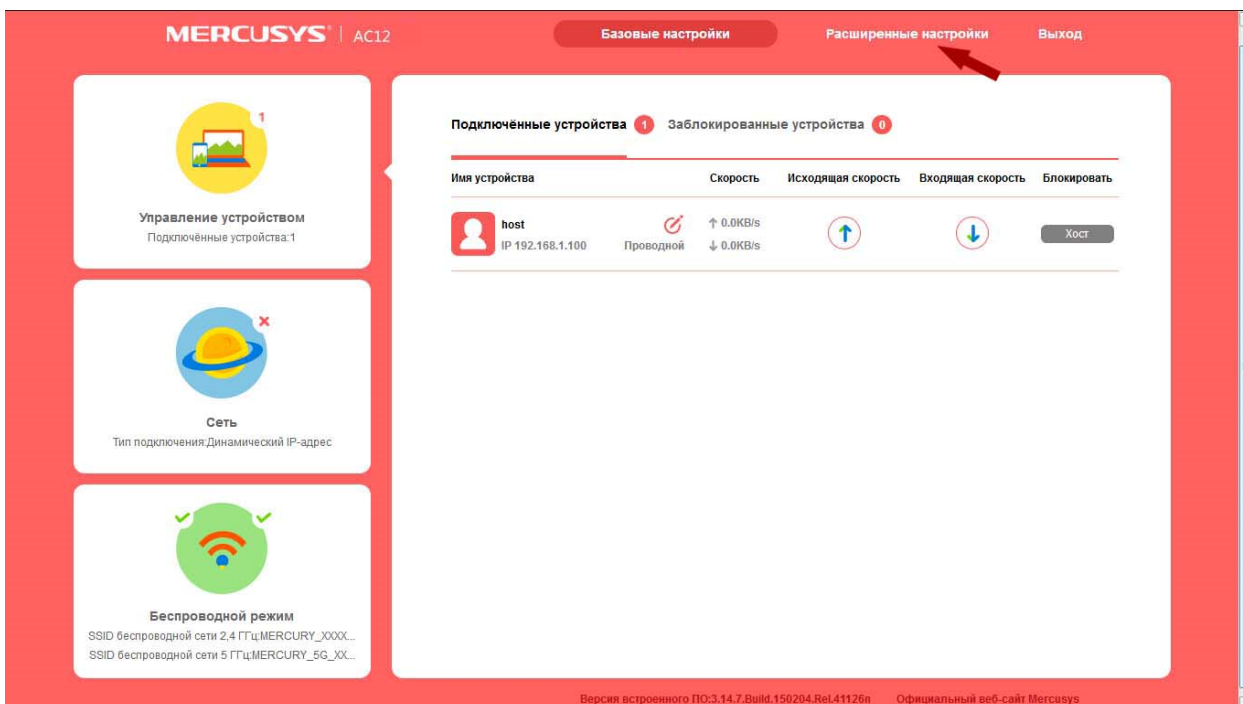 MERCUSYS | AC12
Базовые настройки
Расширенные настройки
Выход
1
Управление устройством
Подключённые устройства:1
Сеть
Тип подключения:Динамический IP-адрес
Беспроводной режим
SSID беспроводной сети 2,4 ГГц:MERCURY_XXXX...
SSID беспроводной сети 5 ГГц:MERCURY_5G_XX...
Подключённые устройства 1 Заблокированные устройства 0
Имя устройства Скорость Исходящая скорость Входящая скорость Блокировать
host ↑ 0.0KB/s
IP 192.168.1.100 Проводной ↓ 0.0KB/s
Хост
Версия встроенного ПО:3.14.7.Build.150204.Rel.41126n Официальный веб-сайт Mercusys